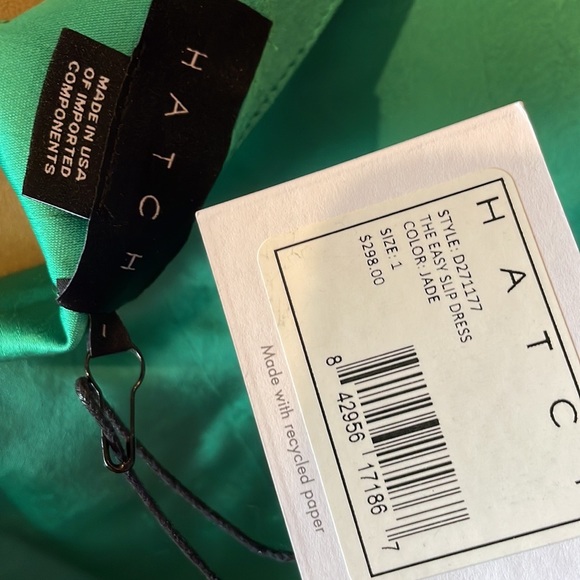 HATCH
MADE IN USA
OF IMPORTED
COMPONENTS
1
HATC
STYLE: D271177
THE EASY SLIP DRESS
COLOR: JADE
SIZE: 1
$298.00
8 42956 17186 7
Made with recycled paper